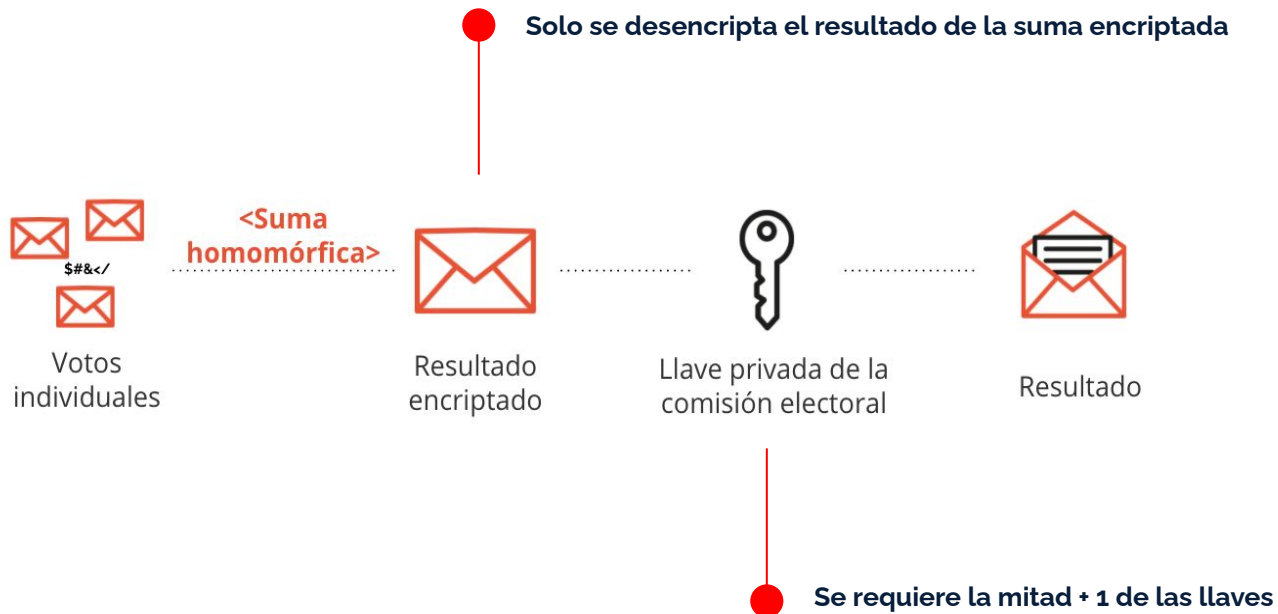 Solo se desencripta el resultado de la suma encriptada
<Suma
homomórfica>
$#&</
Votos
individuales
Resultado
encriptado
Llave privada de la
comisión electoral
Resultado
Se requiere la mitad + 1 de las llaves